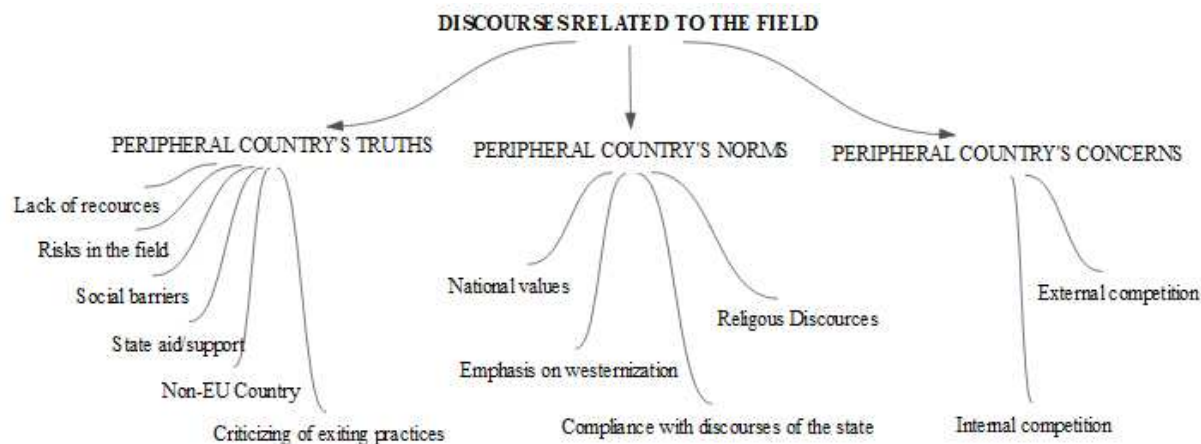 DISCOURSES RELATED TO THE FIELD
PERIPHERAL COUNTRY'S TRUTHS
Lack of recources
Risks in the field
Social barriers
State aid/support
Non-EU Country
Criticizing of exiting practices
PERIPHERAL COUNTRY'S NORMS
National values
Emphasis on westernization
Compliance with discourses of the state
Religous Discources
PERIPHERAL COUNTRY'S CONCERNS
Internal competition
External competition